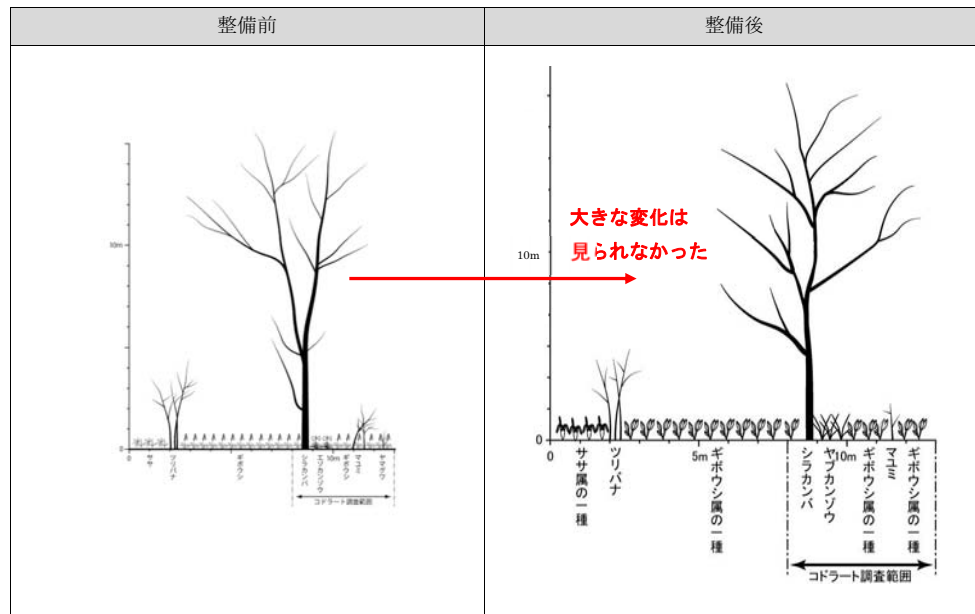 整備前
整備後
10m
0
0
10m
ササ
ツリバナ
ギボウシ
シラカンバ
エゾカンゾウ
ギボウシ
マユミ
ヤマボウ
コドラート調査範囲
大きな変化は
見られなかった
10m
0
0
5m
10m
ササ属の一種
ツリバナ
ギボウシ属の一種
シラカンバ
ヤブカンゾウ
ギボウシ属の一種
マユミ
ギボウシ属の一種
コドラート調査範囲